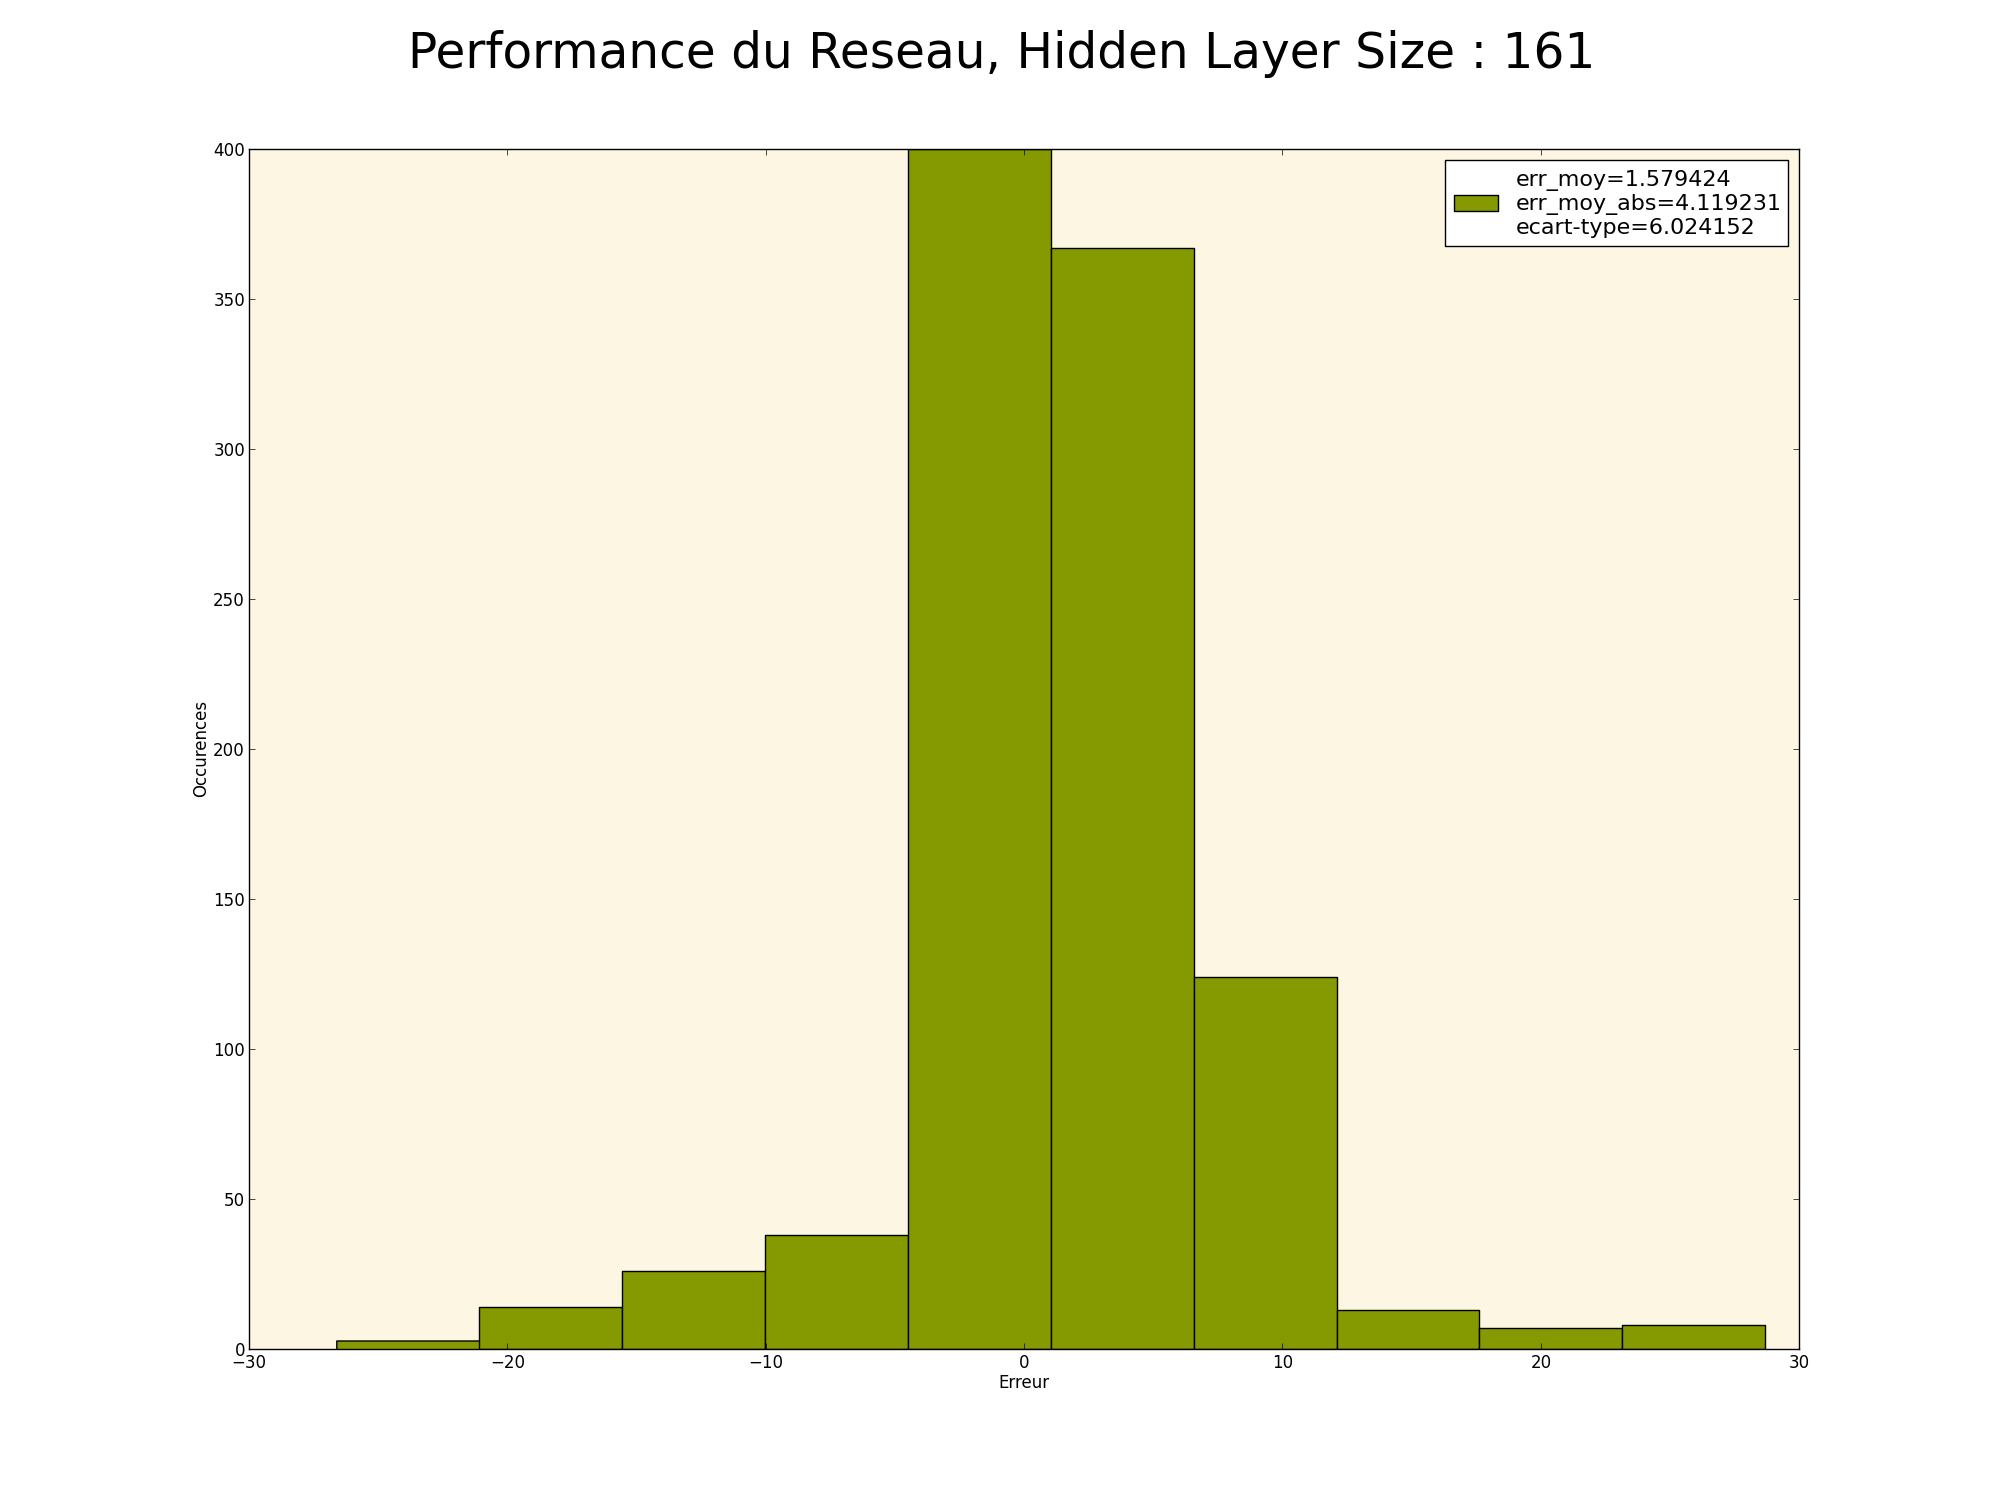 Performance du Reseau, Hidden Layer Size : 161
err_moy=1.579424
err_moy_abs=4.119231
ecart-type=6.024152
400
350
300
250
200
150
100
50
0
Occurences
−30
−20
−10
0
10
20
30
Erreur